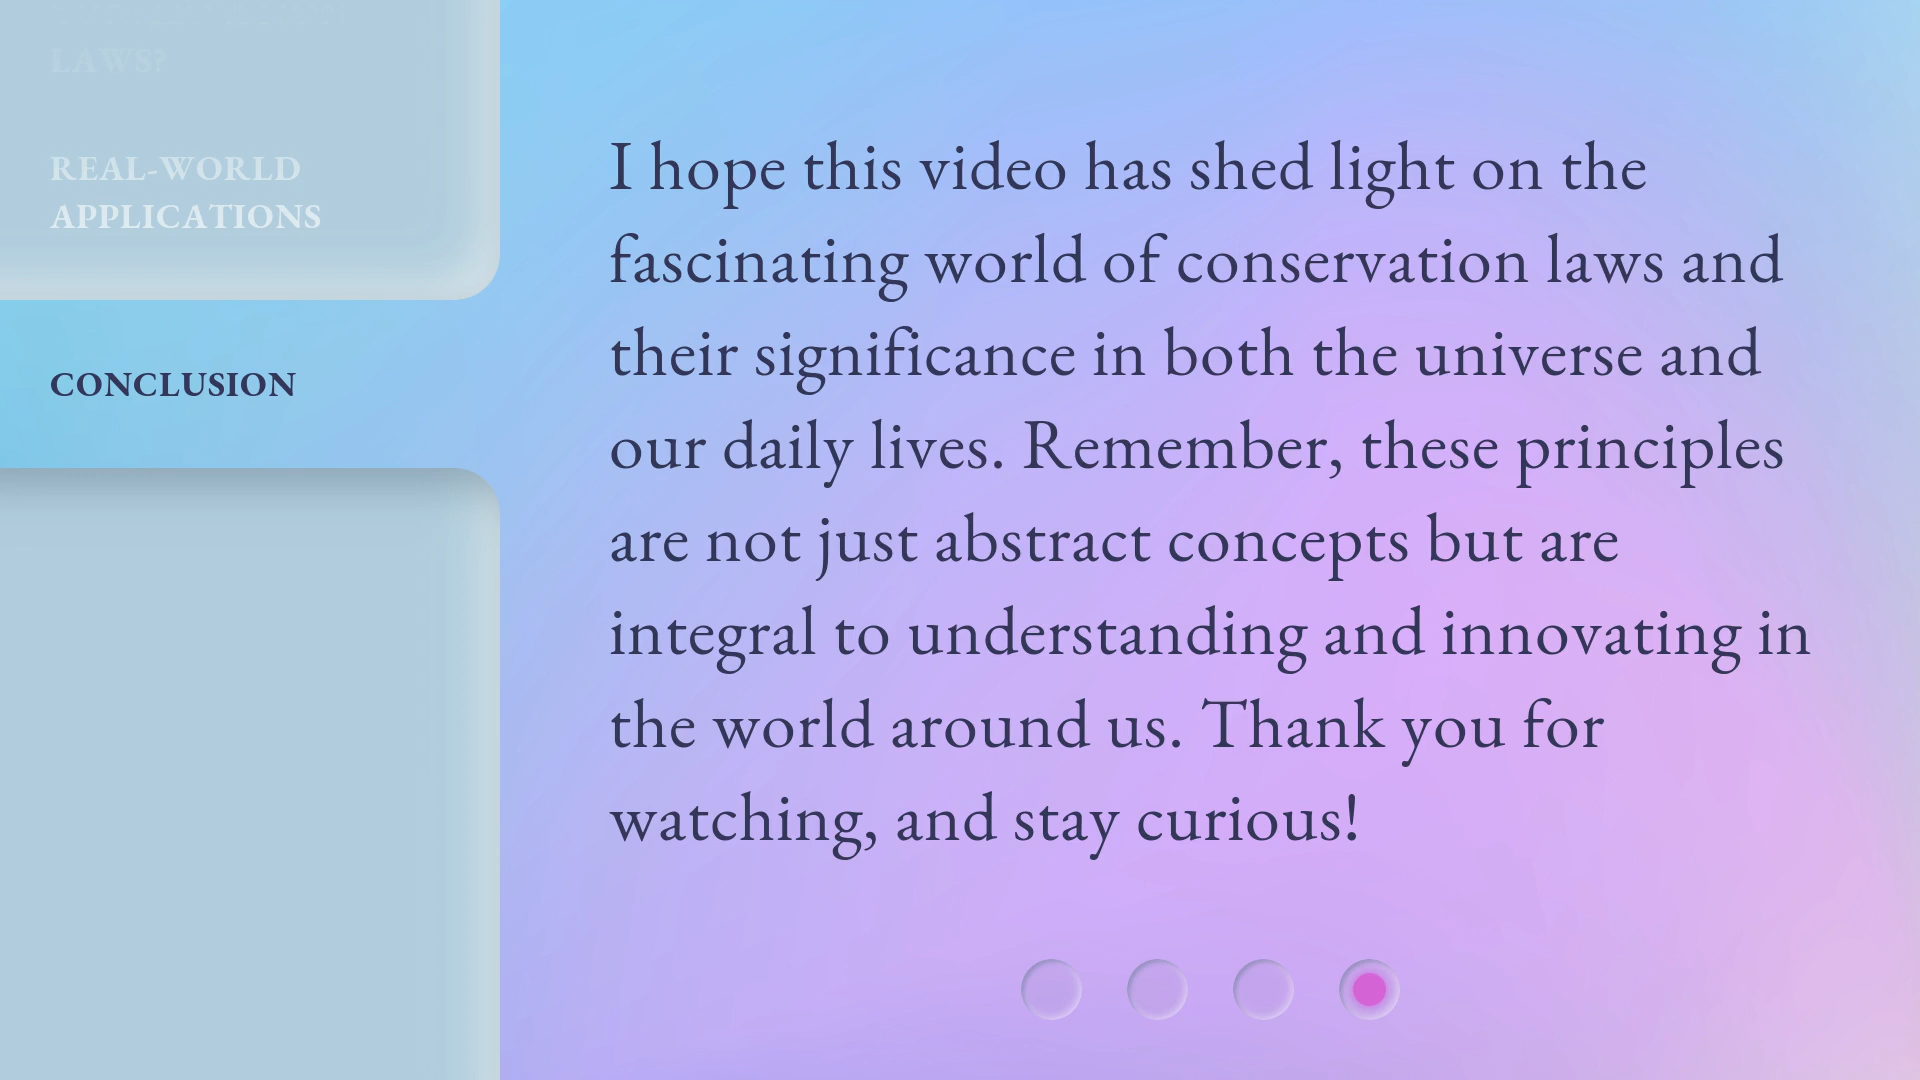 LAWS?
REAL-WORLD
APPLICATIONS
CONCLUSION
I hope this video has shed light on the
fascinating world of conservation laws and
their significance in both the universe and
our daily lives. Remember, these principles
are not just abstract concepts but are
integral to understanding and innovating in
the world around us. Thank you for
watching, and stay curious!